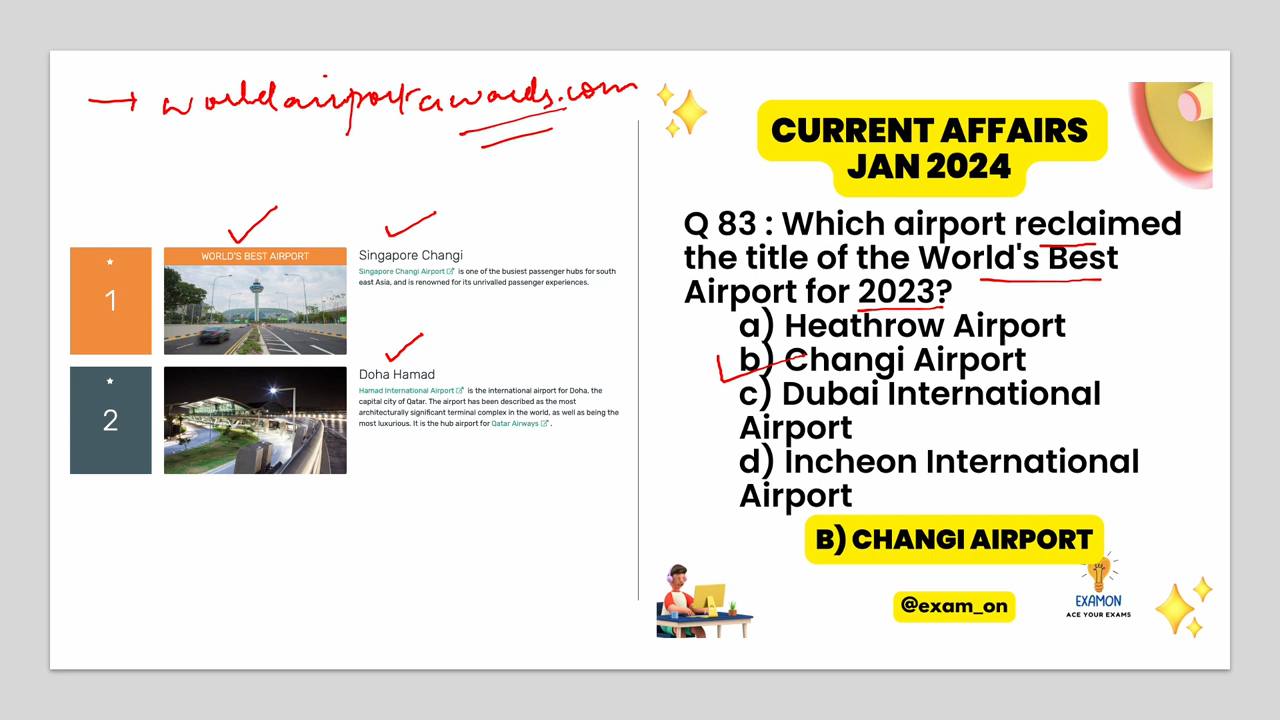 → worldairportawards.com
1
WORLD'S BEST AIRPORT
Singapore Changi
Singapore Changi Airport is one of the busiest passenger hubs for south
east Asia, and is renowned for its unrivalled passenger experiences.
2
Doha Hamad
Hamad International Airport is the international airport for Doha, the
capital city of Qatar. The airport has been described as the most
architecturally significant terminal complex in the world, as well as being the
most luxurious. It is the hub airport for Qatar Airways .
CURRENT AFFAIRS
JAN 2024
Q 83 : Which airport reclaimed
the title of the World's Best
Airport for 2023?
a) Heathrow Airport
b) Changi Airport
c) Dubai International
Airport
d) Incheon International
Airport
B) CHANGI AIRPORT
@exam_on
EXAMON
ACE YOUR EXAMS